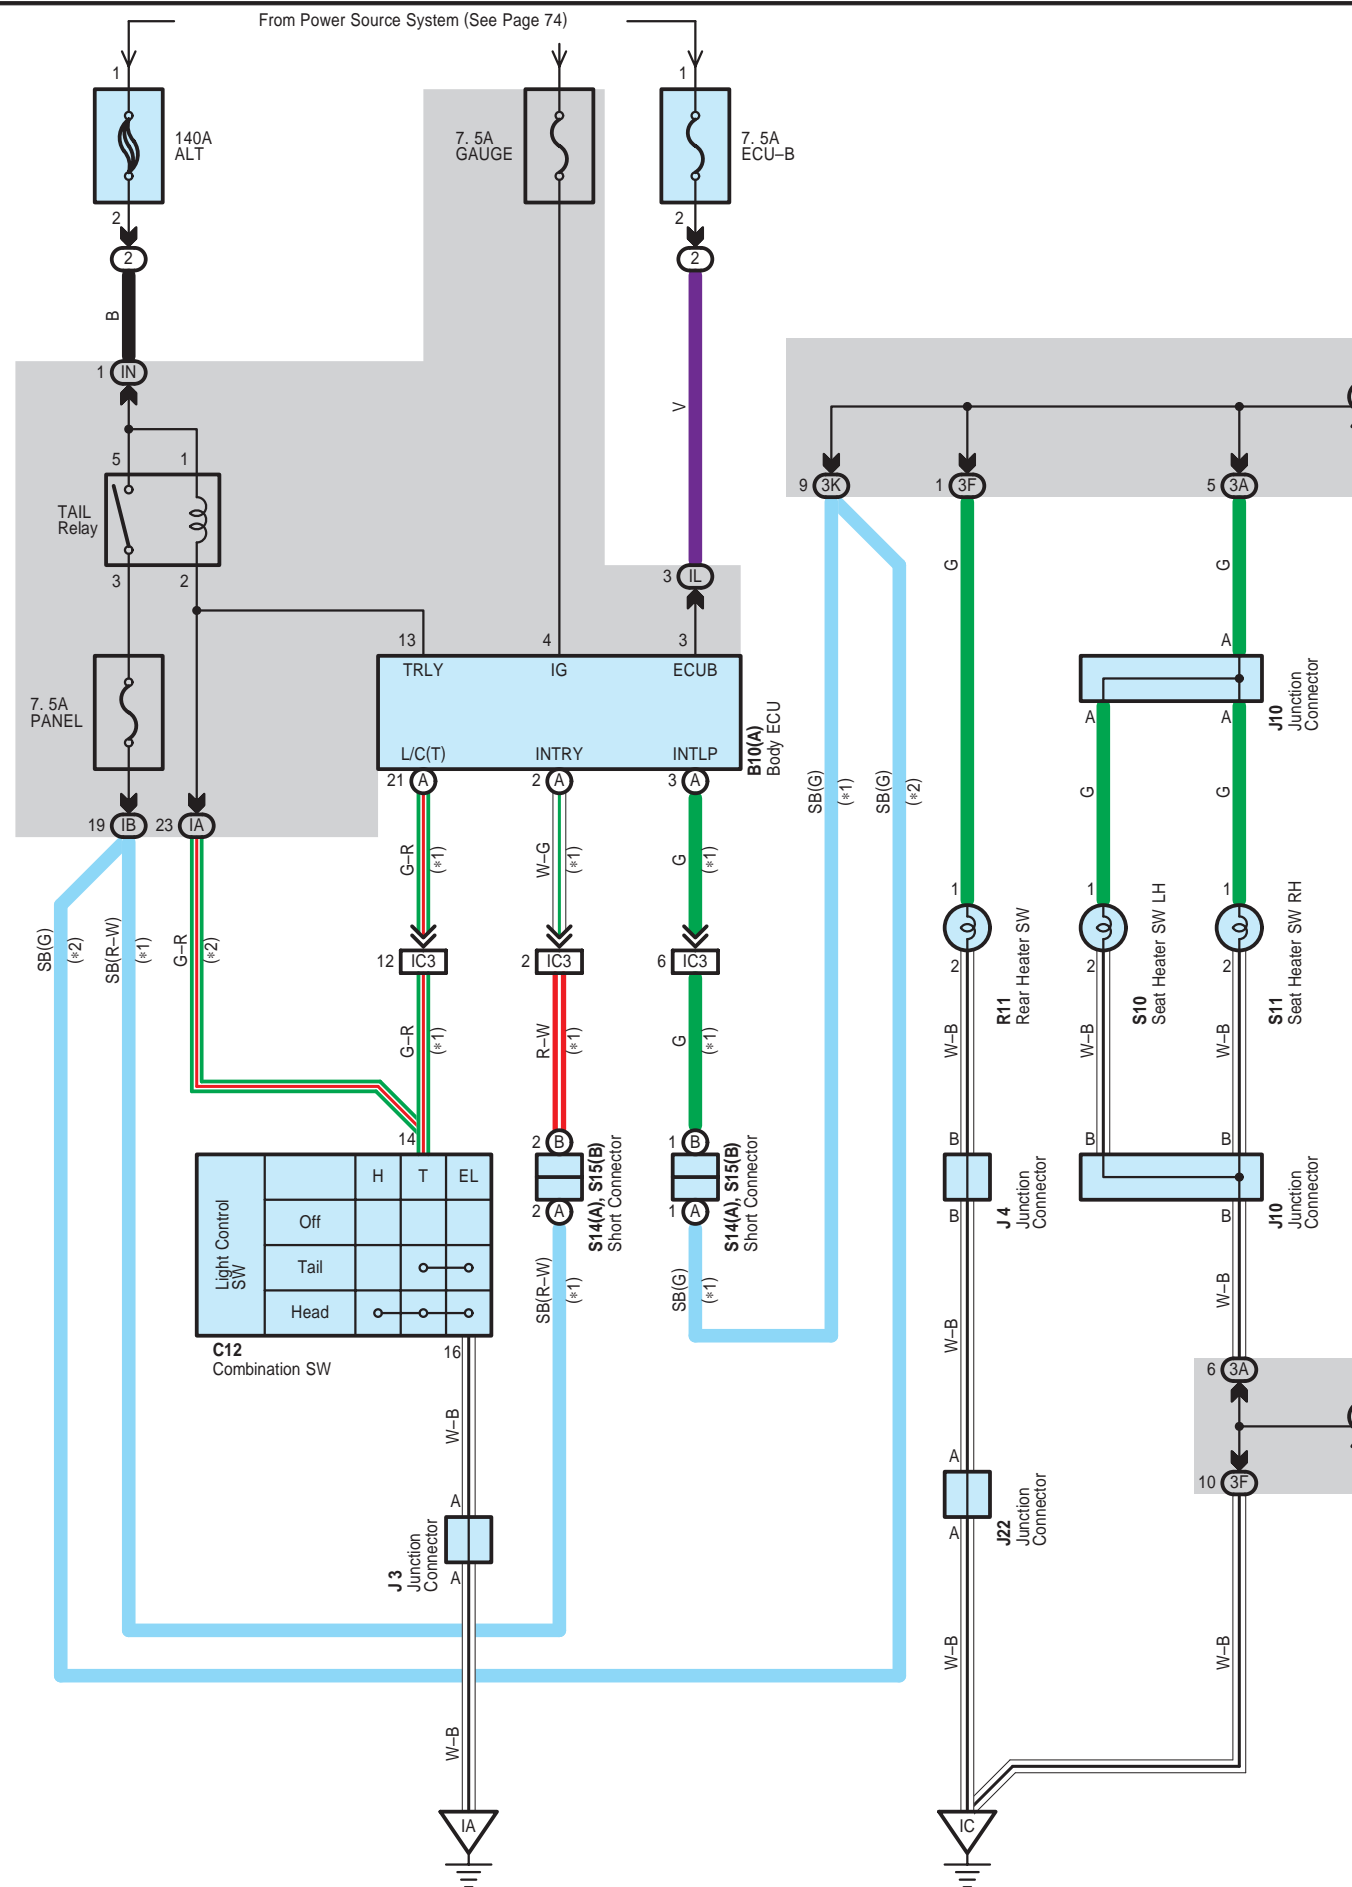 From Power Source System (See Page 74)
1
1
140A
ALT
7. 5A
GAUGE
7. 5A
ECU–B
2
2
2
2
B
V
1 IN
5
1
TAIL
Relay
3
2
9 3K
1 3F
5 3A
3 IL
G
G
13
4
3
TRLY
IG
ECUB
L/C(T)
INTRY
INTLP
B10(A)
Body ECU
7. 5A
PANEL
A
A
A
J10
Junction
Connector
21 A
2 A
3 A
19 IB
23 IA
SB(G)
(*1)
SB(G)
(*2)
G
G
G–R
(*1)
W–G
(*1)
G
(*1)
SB(G)
(*2)
SB(R–W)
(*1)
G–R
(*2)
12 IC3
2 IC3
6 IC3
1
1
1
2
2
2
R11
Rear Heater SW
S10
Seat Heater SW LH
S11
Seat Heater SW RH
G–R
(*1)
R–W
(*1)
G
(*1)
W–B
W–B
W–B
14
2 B
1 B
2 A
1 A
S14(A), S15(B)
Short Connector
S14(A), S15(B)
Short Connector
B
B
B
B
B
J 4
Junction
Connector
J10
Junction
Connector
Light Control
SW
H
T
EL
Off
Tail
Head
C12
Combination SW
16
SB(R–W)
(*1)
SB(G)
(*1)
W–B
W–B
6 3A
W–B
A
A
J22
Junction
Connector
10 3F
A
A
J 3
Junction
Connector
W–B
W–B
W–B
IA
IC